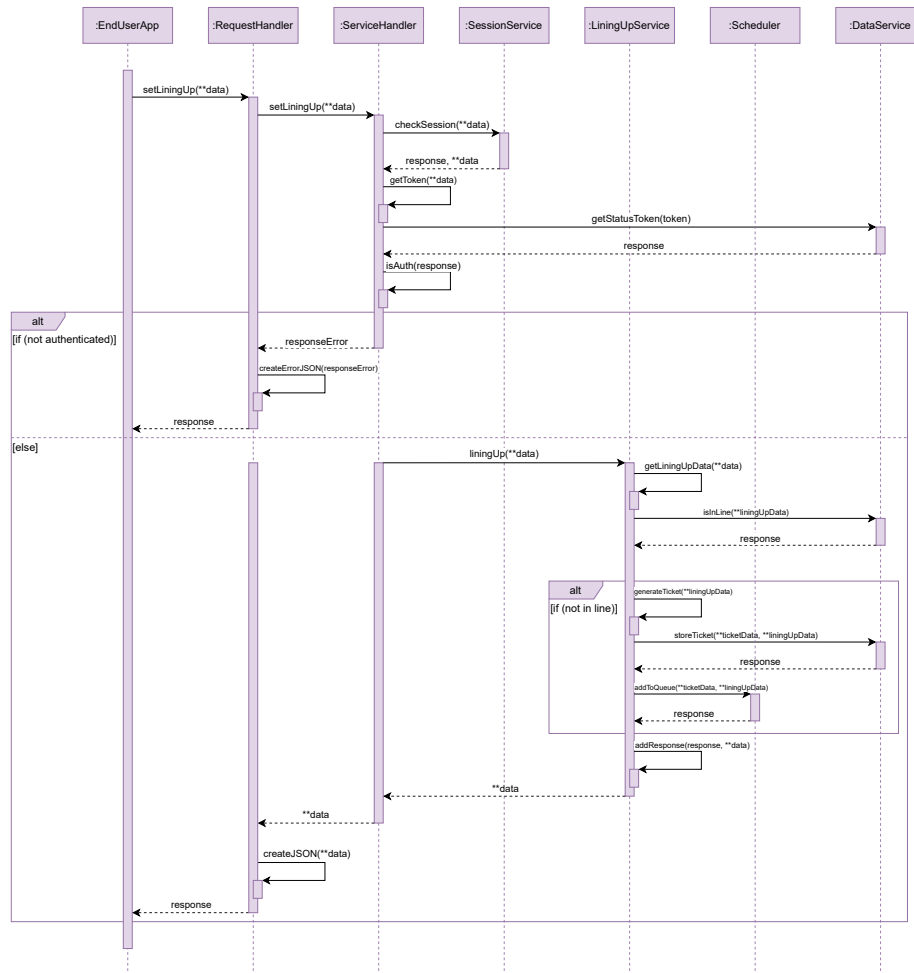 :EndUserApp
:RequestHandler
:ServiceHandler
:SessionService
:LiningUpService
:Scheduler
:DataService
setLiningUp(**data)
setLiningUp(**data)
checkSession(**data)
response, **data
getToken(**data)
getStatusToken(token)
response
isAuth(response)
alt
[if (not authenticated)]
responseError
createErrorJSON(responseError)
response
[else]
liningUp(**data)
getLiningUpData(**data)
isInLine(**liningUpData)
response
alt
generateTicket(**liningUpData)
[if (not in line)]
storeTicket(**ticketData, **liningUpData)
response
addToQueue(**ticketData, **liningUpData)
response
addResponse(response, **data)
**data
**data
createJSON(**data)
response